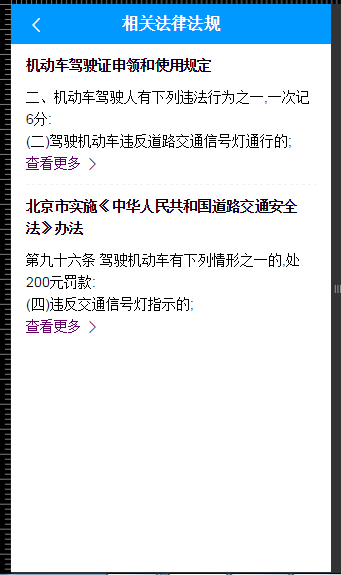 相关法律法规
机动车驾驶证申领和使用规定
二、机动车驾驶人有下列违法行为之一,一次记
6分:
(二)驾驶机动车违反道路交通信号灯通行的;
查看更多
北京市实施《中华人民共和国道路交通安全
法》办法
第九十六条 驾驶机动车有下列情形之一的,处
200元罚款:
(四)违反交通信号灯指示的;
查看更多